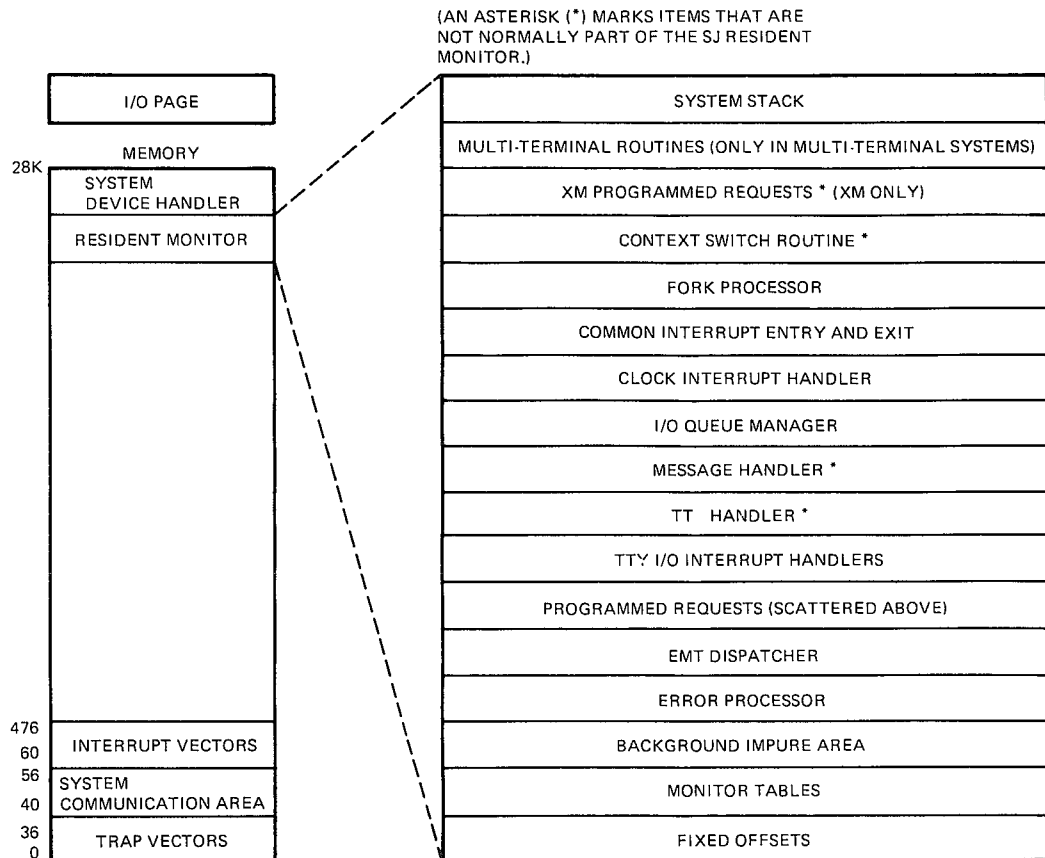 (AN ASTERISK (*) MARKS ITEMS THAT ARE
NOT NORMALLY PART OF THE SJ RESIDENT
MONITOR.)
I/O PAGE
MEMORY
28K
SYSTEM
DEVICE HANDLER
RESIDENT MONITOR
476
60
INTERRUPT VECTORS
56
40
SYSTEM
COMMUNICATION AREA
36
0
TRAP VECTORS
SYSTEM STACK
MULTI-TERMINAL ROUTINES (ONLY IN MULTI-TERMINAL SYSTEMS)
XM PROGRAMMED REQUESTS * (XM ONLY)
CONTEXT SWITCH ROUTINE *
FORK PROCESSOR
COMMON INTERRUPT ENTRY AND EXIT
CLOCK INTERRUPT HANDLER
I/O QUEUE MANAGER
MESSAGE HANDLER *
TT HANDLER *
TTY I/O INTERRUPT HANDLERS
PROGRAMMED REQUESTS (SCATTERED ABOVE)
EMT DISPATCHER
ERROR PROCESSOR
BACKGROUND IMPURE AREA
MONITOR TABLES
FIXED OFFSETS